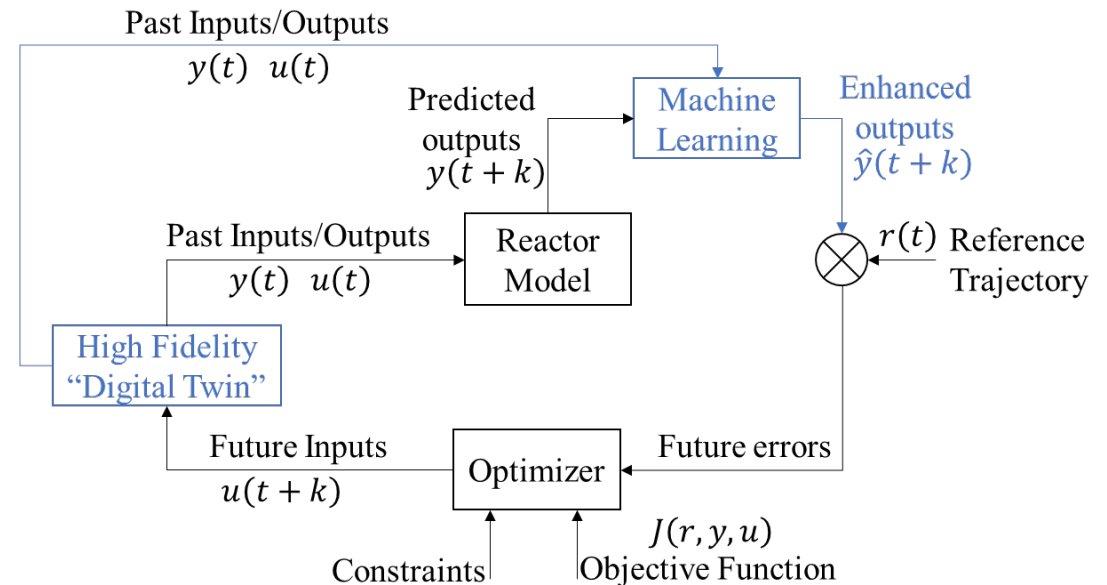 Past Inputs/Outputs
y(t) u(t)
Machine
Learning
Enhanced
outputs
ŷ(t + k)
Predicted
outputs
y(t + k)
Past Inputs/Outputs
y(t) u(t)
Reactor
Model
r(t) Reference
Trajectory
High Fidelity
“Digital Twin”
Future Inputs
u(t + k)
Optimizer
Future errors
J(r, y, u)
Constraints
Objective Function